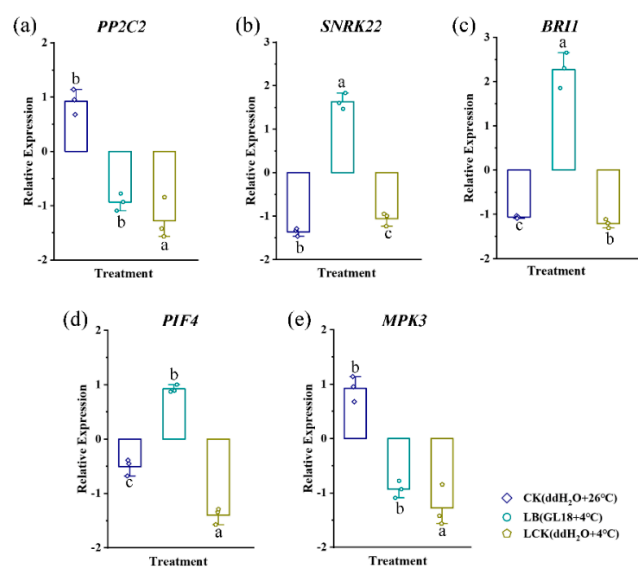 (a) PP2C2
(b) SNRK22
(c) BRI1
Relative Expression
2
1
0
-1
-2
b
b
a
Treatment
Relative Expression
3
2
1
0
-1
-2
b
a
c
Treatment
Relative Expression
3
2
1
0
-1
-2
c
a
b
Treatment
(d) PIF4
(e) MPK3
Relative Expression
2
1
0
-1
-2
c
b
a
Treatment
Relative Expression
2
1
0
-1
-2
b
b
a
Treatment
CK(ddH₂O+26℃)
LB(GL18+4℃)
LCK(ddH₂O+4℃)